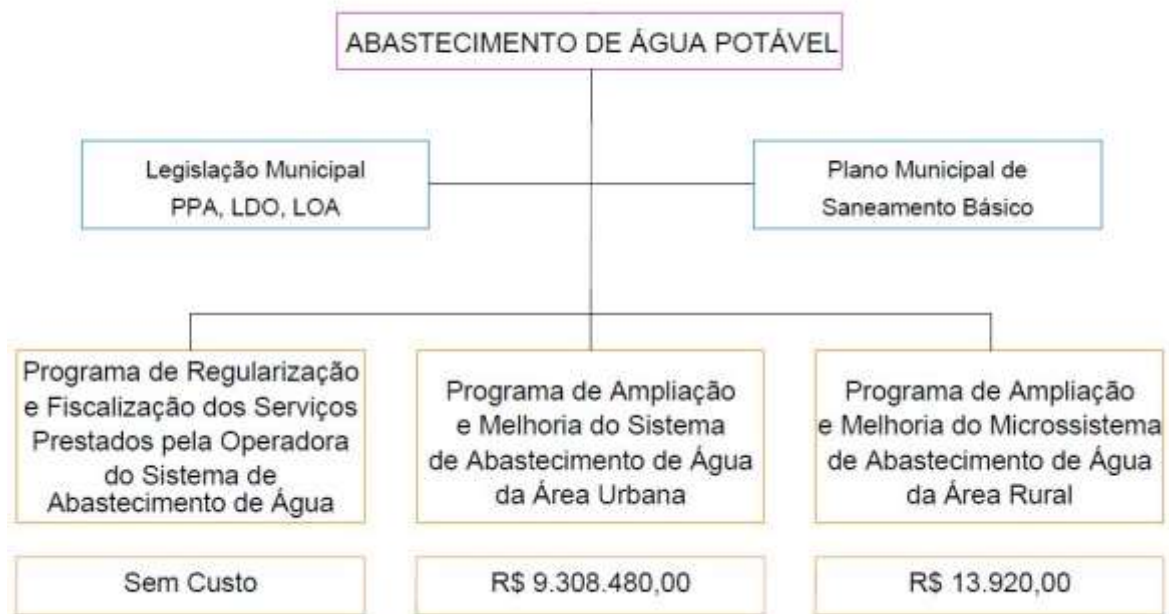 ABASTECIMENTO DE ÁGUA POTÁVEL
Legislação Municipal
PPA, LDO, LOA
Plano Municipal de
Saneamento Básico
Programa de Regularização
e Fiscalização dos Serviços
Prestados pela Operadora
do Sistema de
Abastecimento de Água
Programa de Ampliação
e Melhoria do Sistema
de Abastecimento de Água
da Área Urbana
Programa de Ampliação
e Melhoria do Microssistema
de Abastecimento de Água
da Área Rural
Sem Custo
R$ 9.308.480,00
R$ 13.920,00